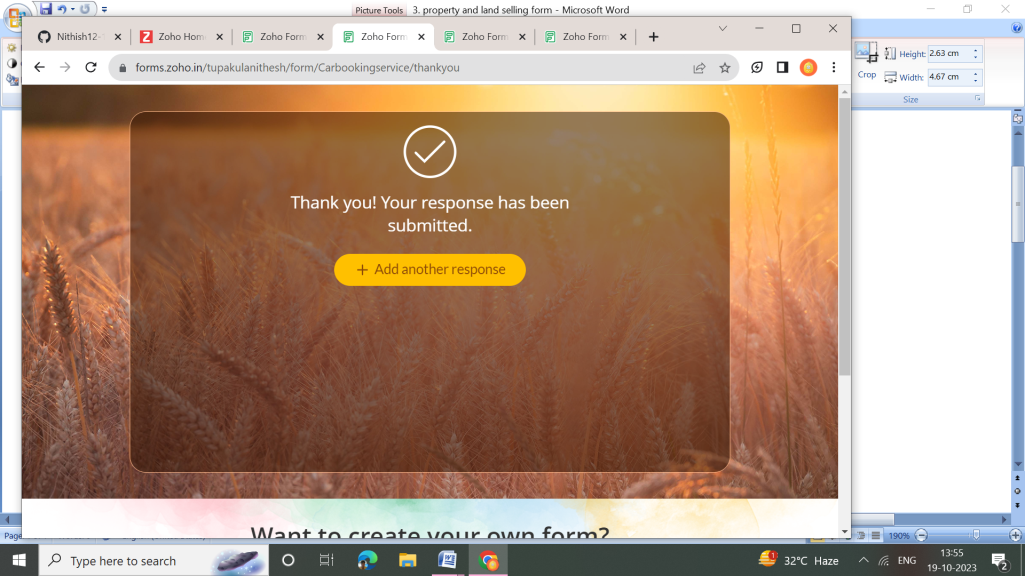 Picture Tools
3. property and land selling form - Microsoft Word
Nithish12-
Zoho Hom
Zoho Form
Zoho Form
Zoho Form
Zoho Form
forms.zoho.in/tupakulanithesh/form/Carbookingservice/thankyou
Crop
Height: 2.63 cm
Width: 4.67 cm
Size
Thank you! Your response has been
submitted.
+ Add another response
Want to create your own form?
Page
190%
Type here to search
1
32°C Haze
ENG
13:55
19-10-2023
2